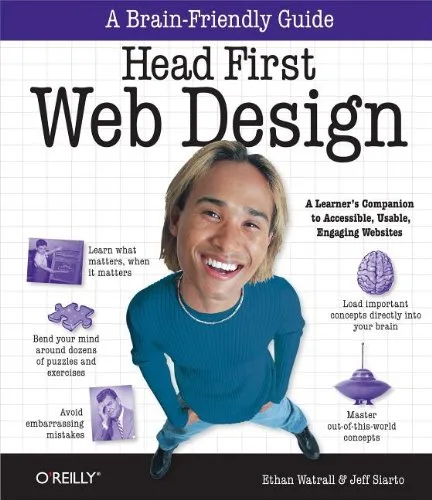 A Brain-Friendly Guide
Head First
Web Design
A Learner's Companion
to Accessible, Usable,
Engaging Websites
Learn what
matters, when
it matters
Load important
concepts directly into
your brain
Bend your mind
around dozens
of puzzles and
exercises
Avoid
embarrassing
mistakes
Master
out-of-this-world
concepts
O'REILLY®
Ethan Watrall & Jeff Siarto